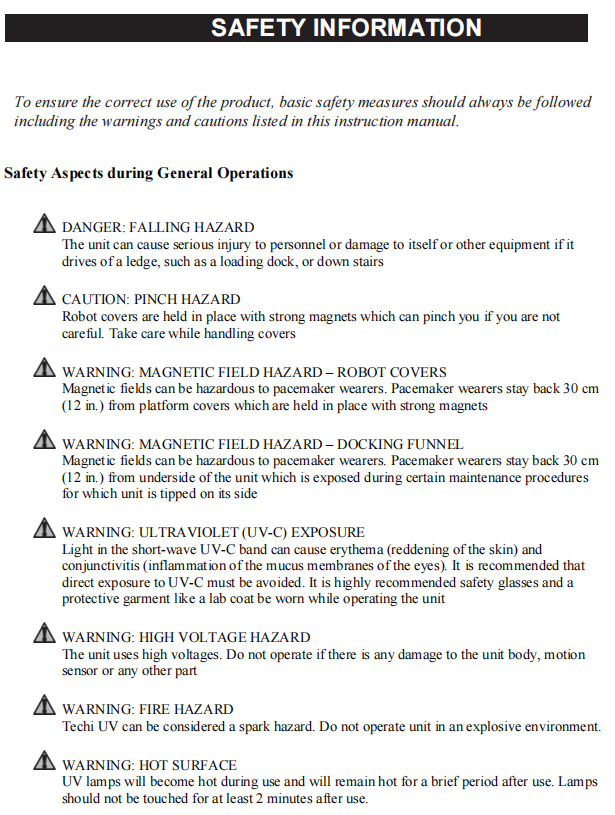 SAFETY INFORMATION
To ensure the correct use of the product, basic safety measures should always be followed
including the warnings and cautions listed in this instruction manual.
Safety Aspects during General Operations
DANGER: FALLING HAZARD
The unit can cause serious injury to personnel or damage to itself or other equipment if it
drives of a ledge, such as a loading dock, or down stairs
CAUTION: PINCH HAZARD
Robot covers are held in place with strong magnets which can pinch you if you are not
careful. Take care while handling covers
WARNING: MAGNETIC FIELD HAZARD – ROBOT COVERS
Magnetic fields can be hazardous to pacemaker wearers. Pacemaker wearers stay back 30 cm
(12 in.) from platform covers which are held in place with strong magnets
WARNING: MAGNETIC FIELD HAZARD – DOCKING FUNNEL
Magnetic fields can be hazardous to pacemaker wearers. Pacemaker wearers stay back 30 cm
(12 in.) from underside of the unit which is exposed during certain maintenance procedures
for which unit is tipped on its side
WARNING: ULTRAVIOLET (UV-C) EXPOSURE
Light in the short-wave UV-C band can cause erythema (reddening of the skin) and
conjunctivitis (inflammation of the mucus membranes of the eyes). It is recommended that
direct exposure to UV-C must be avoided. It is highly recommended safety glasses and a
protective garment like a lab coat be worn while operating the unit
WARNING: HIGH VOLTAGE HAZARD
The unit uses high voltages. Do not operate if there is any damage to the unit body, motion
sensor or any other part
WARNING: FIRE HAZARD
Techi UV can be considered a spark hazard. Do not operate unit in an explosive environment.
WARNING: HOT SURFACE
UV lamps will become hot during use and will remain hot for a brief period after use. Lamps
should not be touched for at least 2 minutes after use.